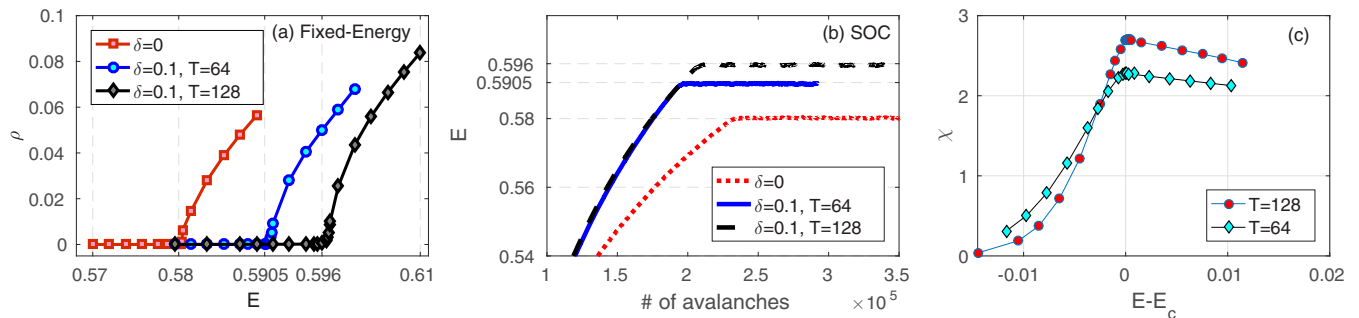 (a) Fixed-Energy
δ=0
δ=0.1, T=64
δ=0.1, T=128
ρ
0.1
0.08
0.06
0.04
0.02
0
0.57
0.58
0.5905
0.596
0.61
E
(b) SOC
E
0.596
0.5905
0.58
0.56
0.54
δ=0
δ=0.1, T=64
δ=0.1, T=128
1
1.5
2
2.5
3
3.5
# of avalanches
×10^5
(c)
χ
3
2
1
0
T=128
T=64
-0.01
0
0.01
0.02
E-E_c